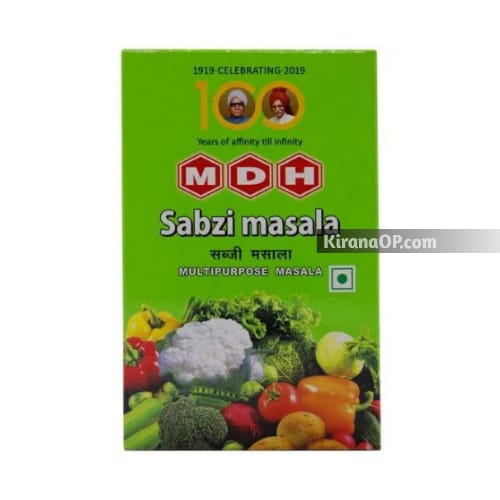 1919-CELEBRATING-2019
100
Years of affinity till infinity
MDH
Sabzi masala
KiranaOP.com
सब्जी मसाला
MULTIPURPOSE MASALA